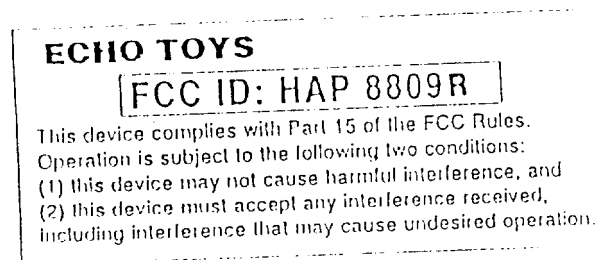 ECHO TOYS
FCC ID: HAP 8809R
This device complies with Part 15 of the FCC Rules.
Operation is subject to the following two conditions:
(1) this device may not cause harmful interference, and
(2) this device must accept any interference received,
including interference that may cause undesired operation.